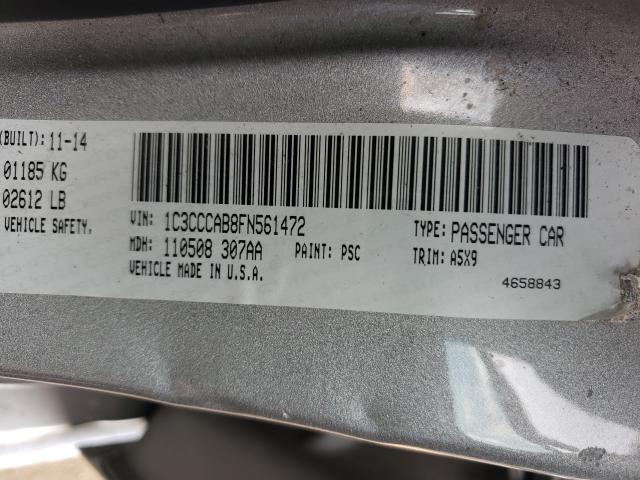 (BUILT): 11-14
01185 KG
02612 LB
VEHICLE SAFETY,
VIN: 1C3CCCAB8FN561472
TYPE: PASSENGER CAR
MDH: 110508 307AA
PAINT: PSC
TRIM: A5X9
VEHICLE MADE IN U.S.A.
4658843